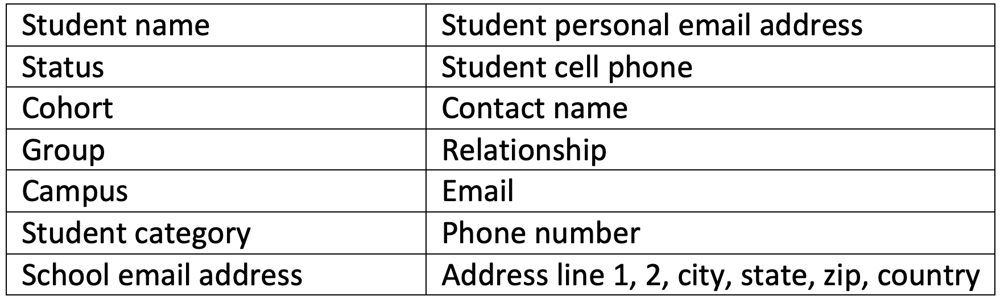 Student name
Student personal email address
Status
Student cell phone
Cohort
Contact name
Group
Relationship
Campus
Email
Student category
Phone number
School email address
Address line 1, 2, city, state, zip, country